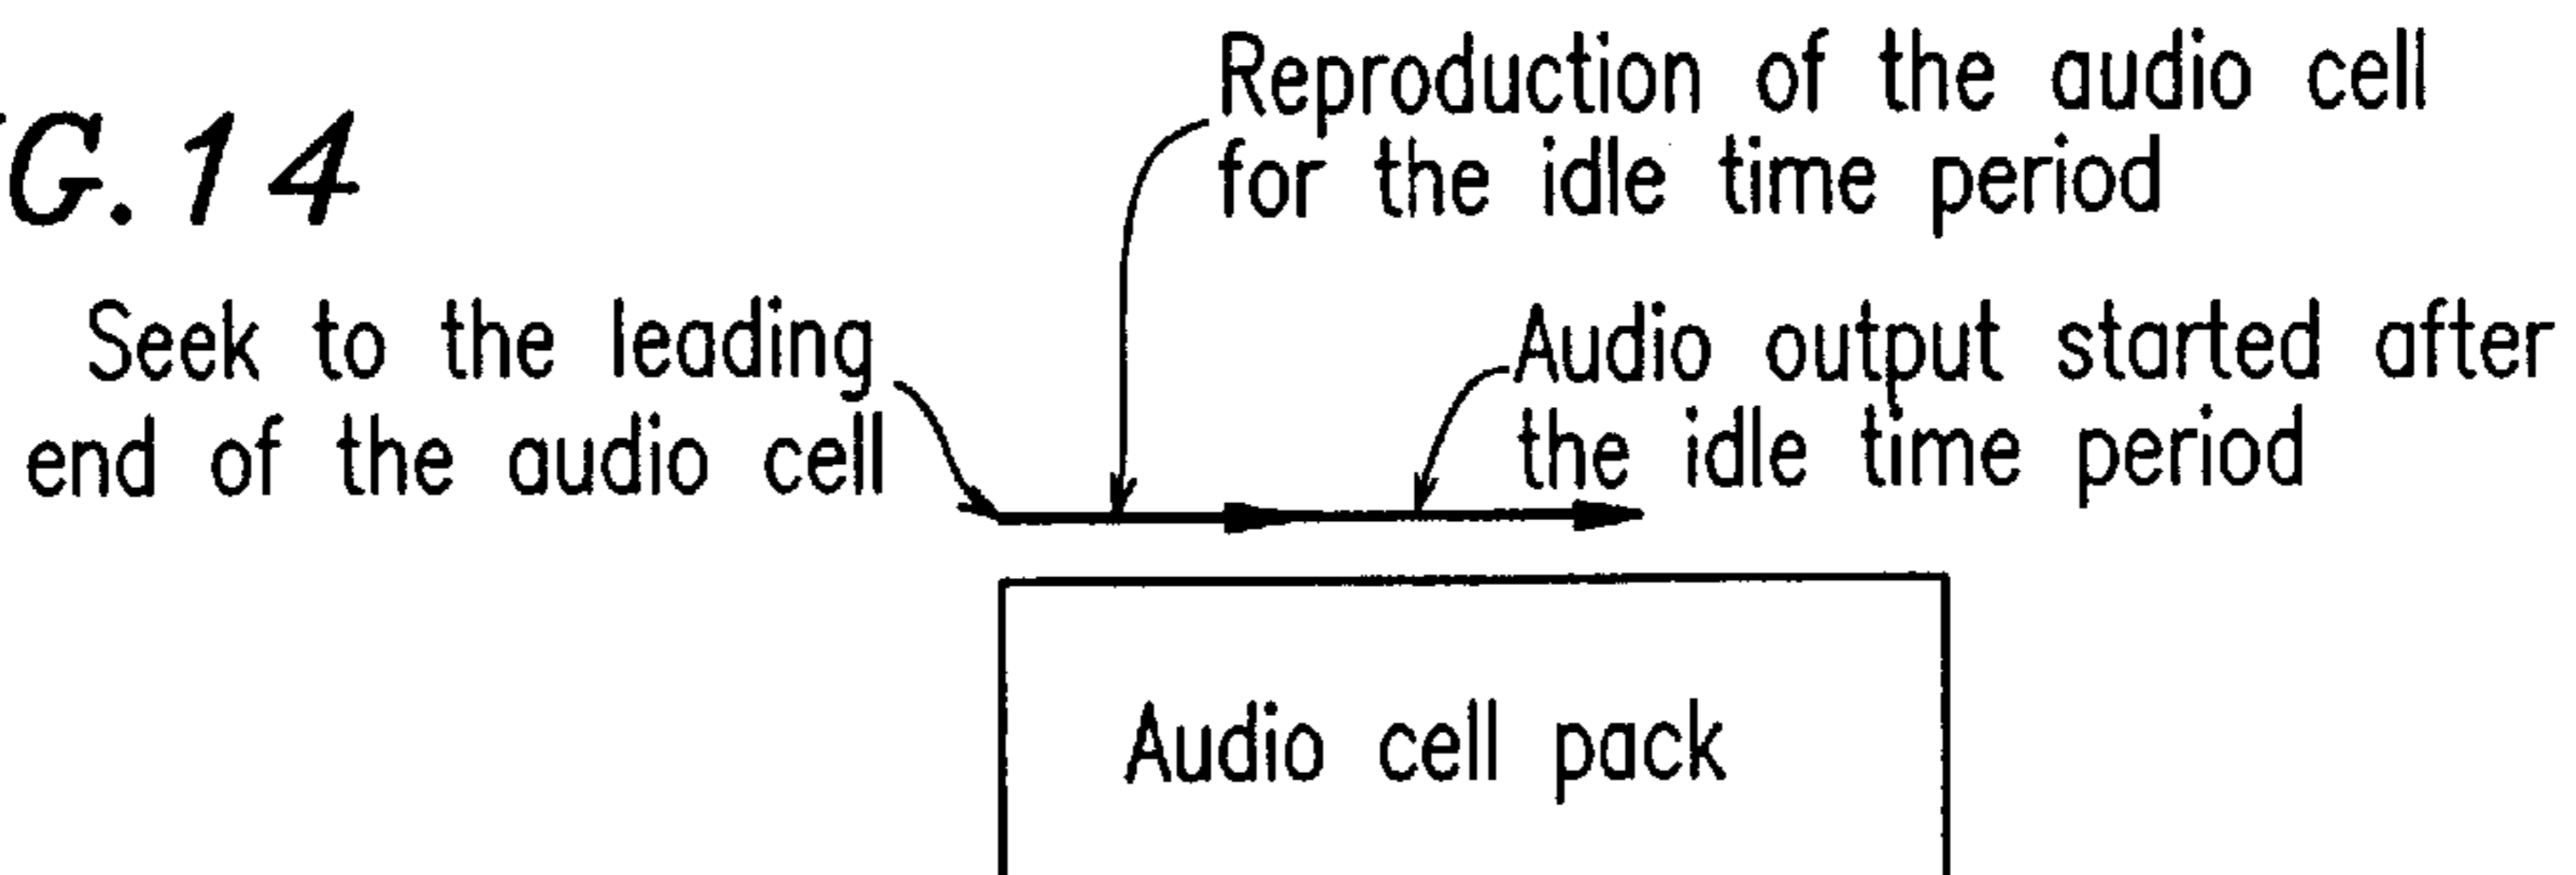 G.14
Reproduction of the audio cell
for the idle time period
Seek to the leading
end of the audio cell
Audio output started after
the idle time period
Audio cell pack